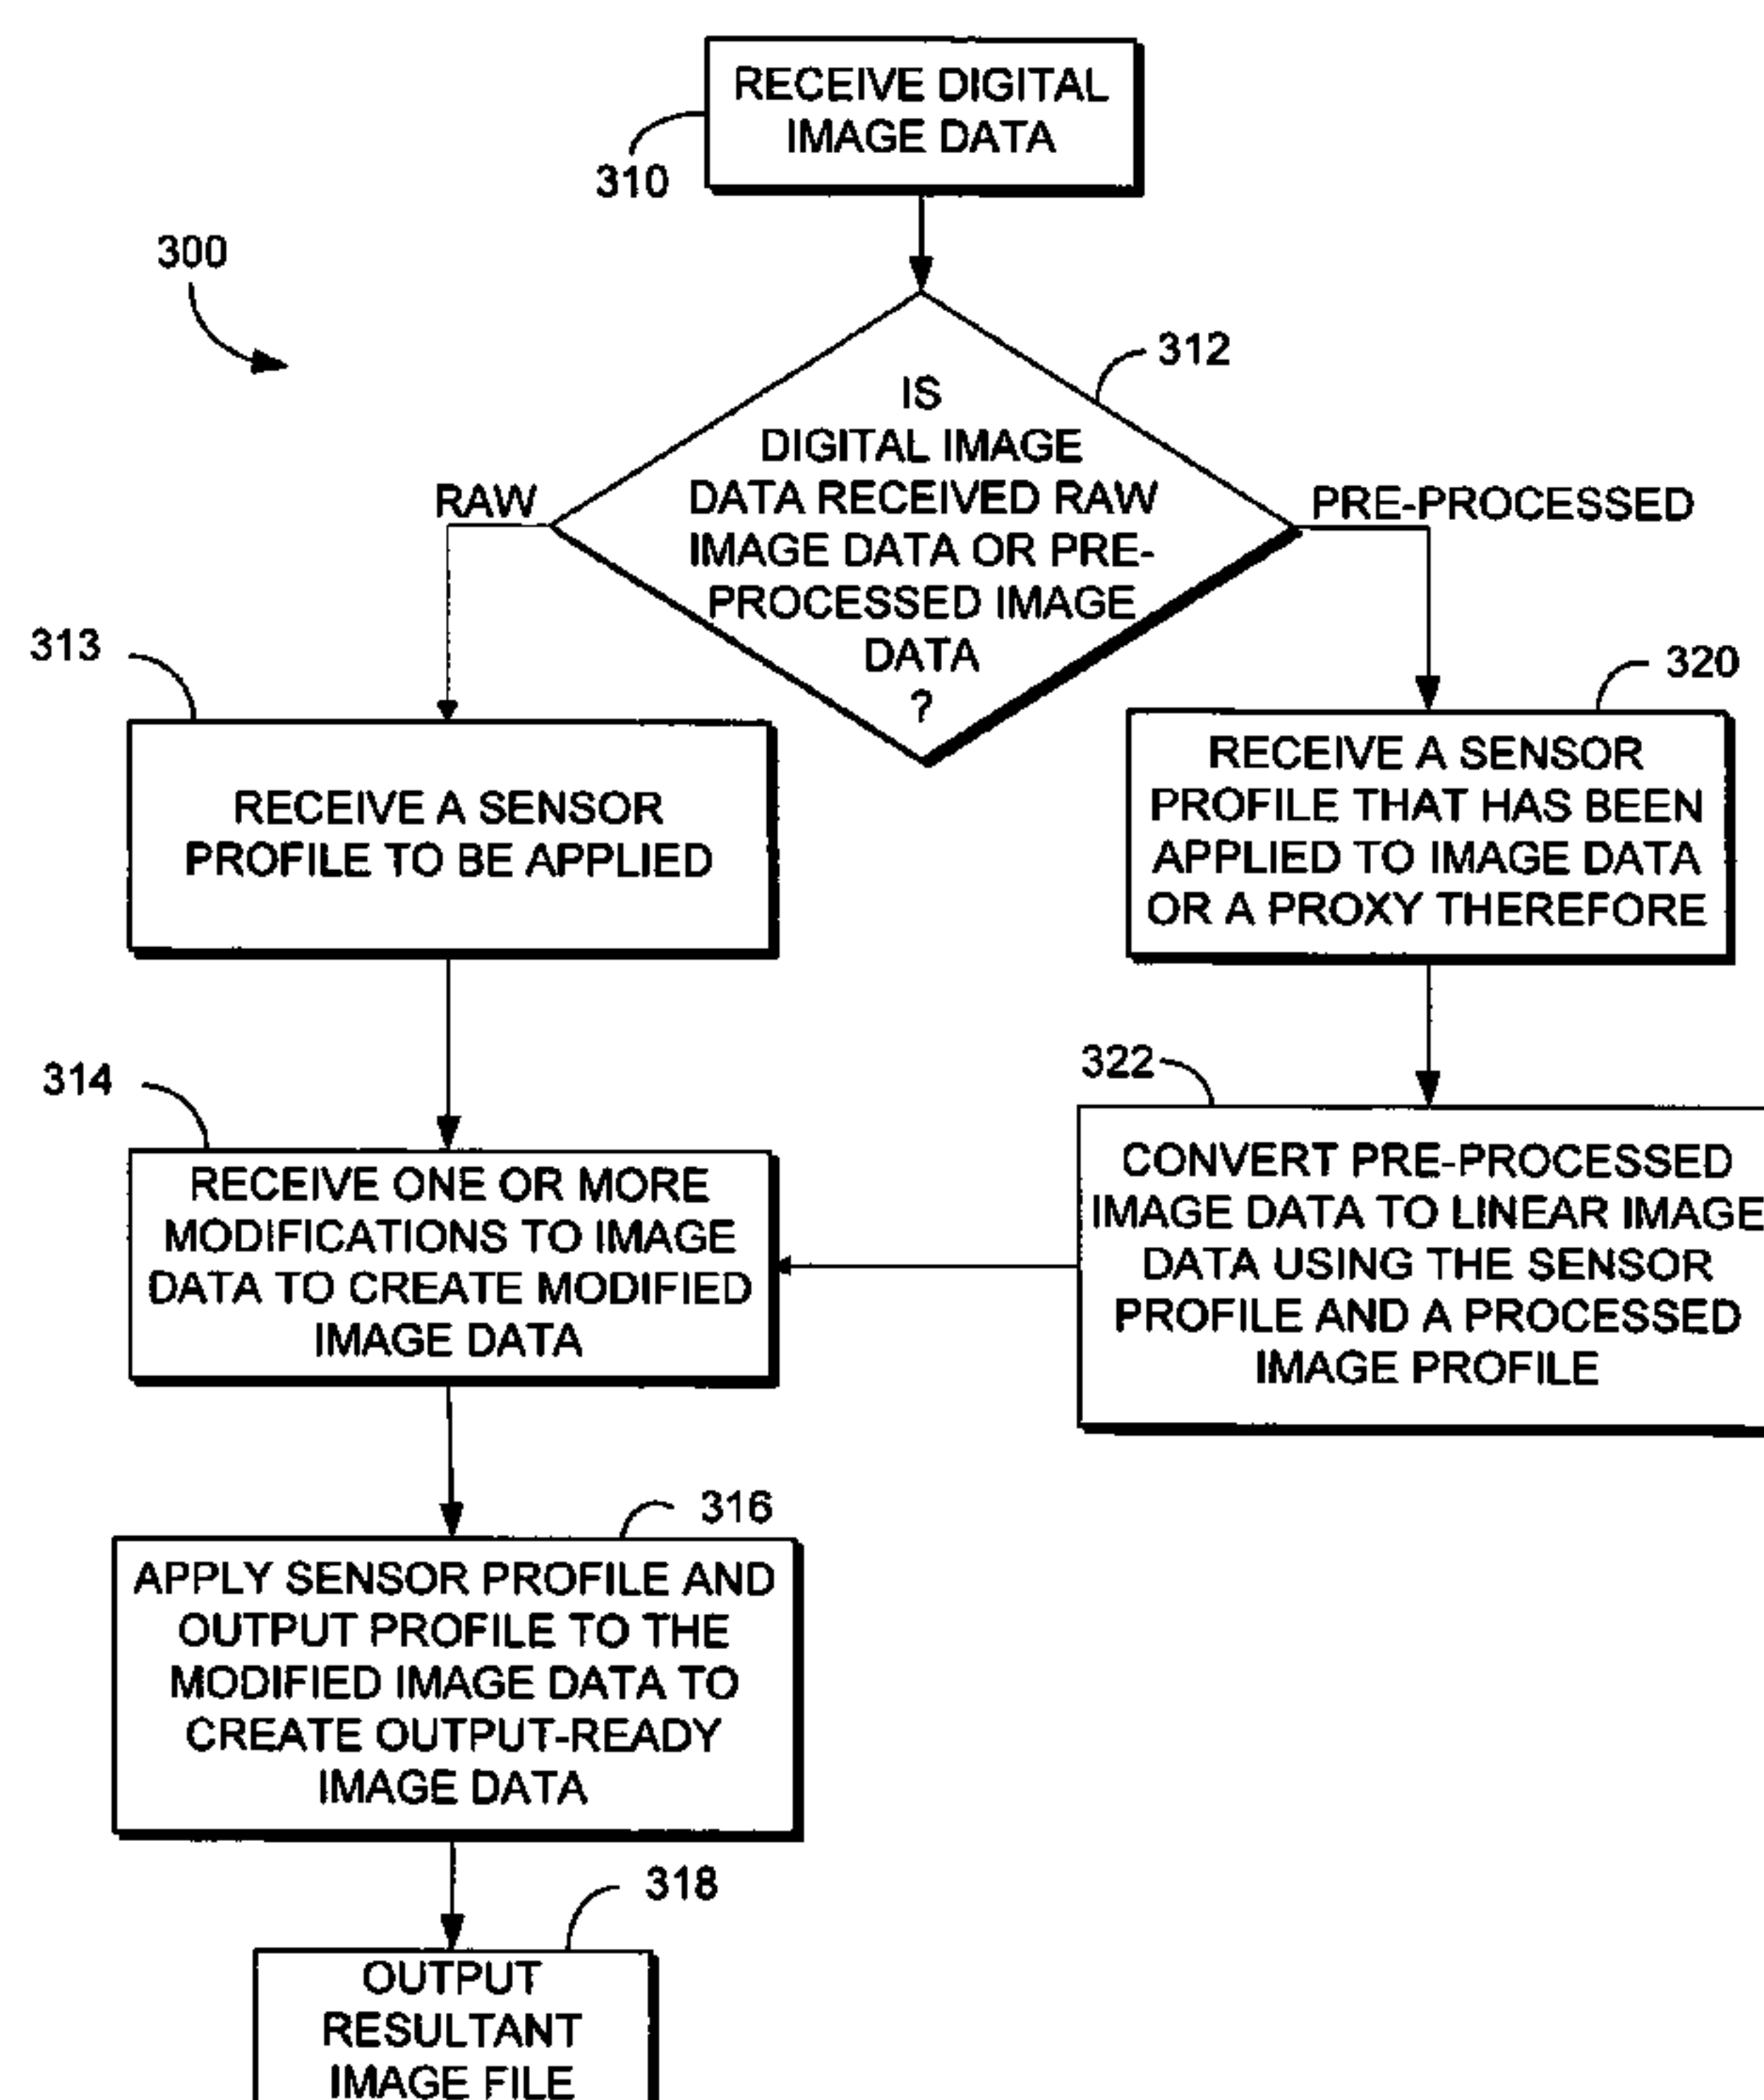 RECEIVE DIGITAL
IMAGE DATA
310
300
312
IS
DIGITAL IMAGE
DATA RECEIVED RAW
IMAGE DATA OR PRE-
PROCESSED IMAGE
DATA
?
RAW
PRE-PROCESSED
313
RECEIVE A SENSOR
PROFILE TO BE APPLIED
320
RECEIVE A SENSOR
PROFILE THAT HAS BEEN
APPLIED TO IMAGE DATA
OR A PROXY THEREFORE
314
RECEIVE ONE OR MORE
MODIFICATIONS TO IMAGE
DATA TO CREATE MODIFIED
IMAGE DATA
322
CONVERT PRE-PROCESSED
IMAGE DATA TO LINEAR IMAGE
DATA USING THE SENSOR
PROFILE AND A PROCESSED
IMAGE PROFILE
316
APPLY SENSOR PROFILE AND
OUTPUT PROFILE TO THE
MODIFIED IMAGE DATA TO
CREATE OUTPUT-READY
IMAGE DATA
318
OUTPUT
RESULTANT
IMAGE FILE